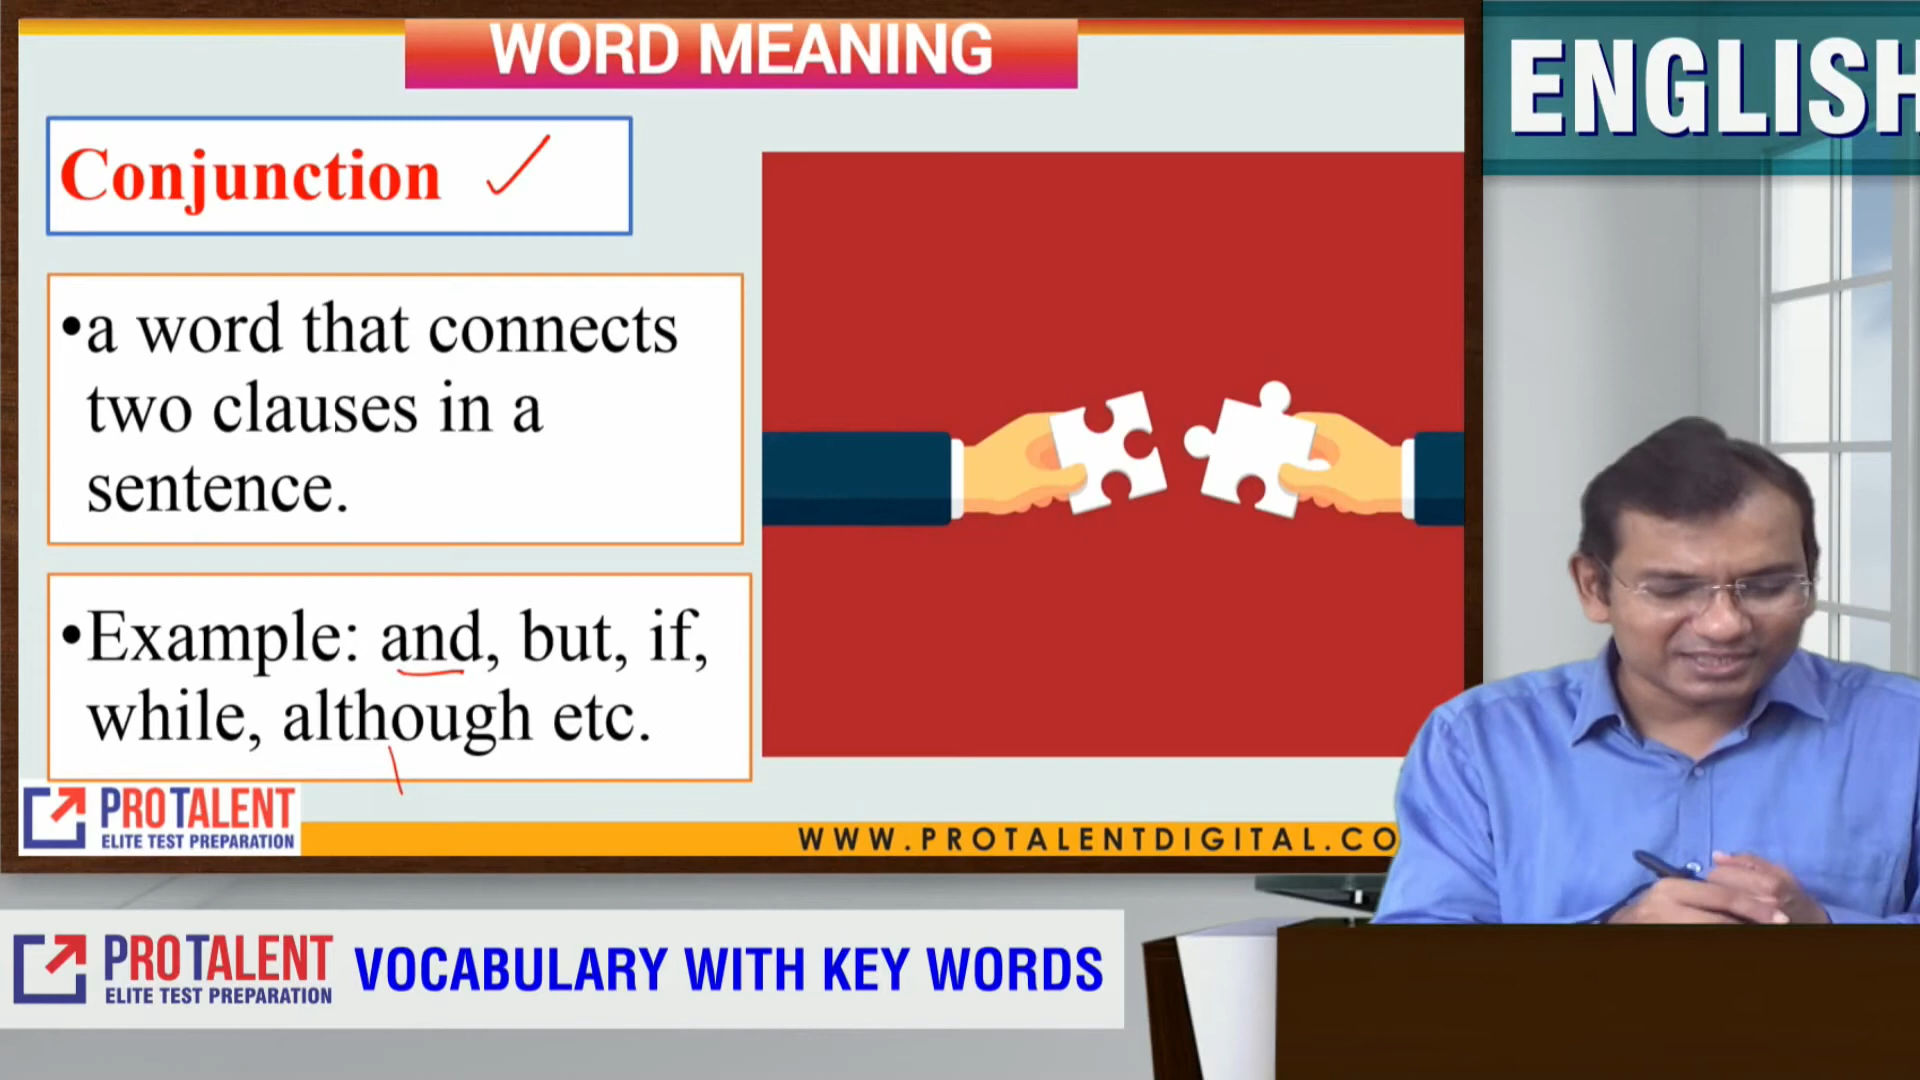 WORD MEANING
ENGLISH
Conjunction
•a word that connects
two clauses in a
sentence.
•Example: and, but, if,
while, although etc.
PROTALENT
ELITE TEST PREPARATION
WWW.PROTALENTDIGITAL.CO
PROTALENT
ELITE TEST PREPARATION
VOCABULARY WITH KEY WORDS